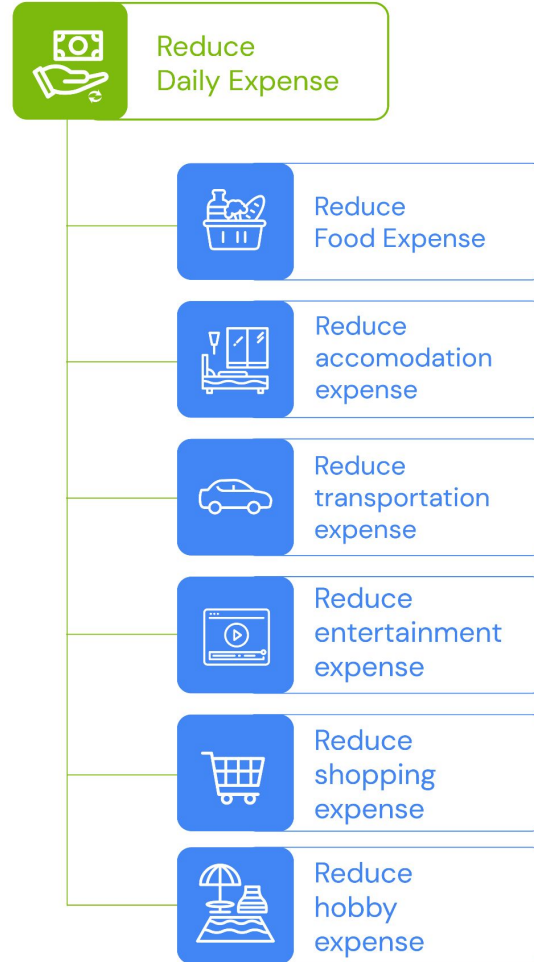 Reduce
Daily Expense
Reduce
Food Expense
Reduce
accomodation
expense
Reduce
transportation
expense
Reduce
entertainment
expense
Reduce
shopping
expense
Reduce
hobby
expense